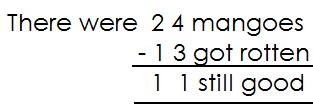 There were 2 4 mangoes
- 1 3 got rotten
1 1 still good